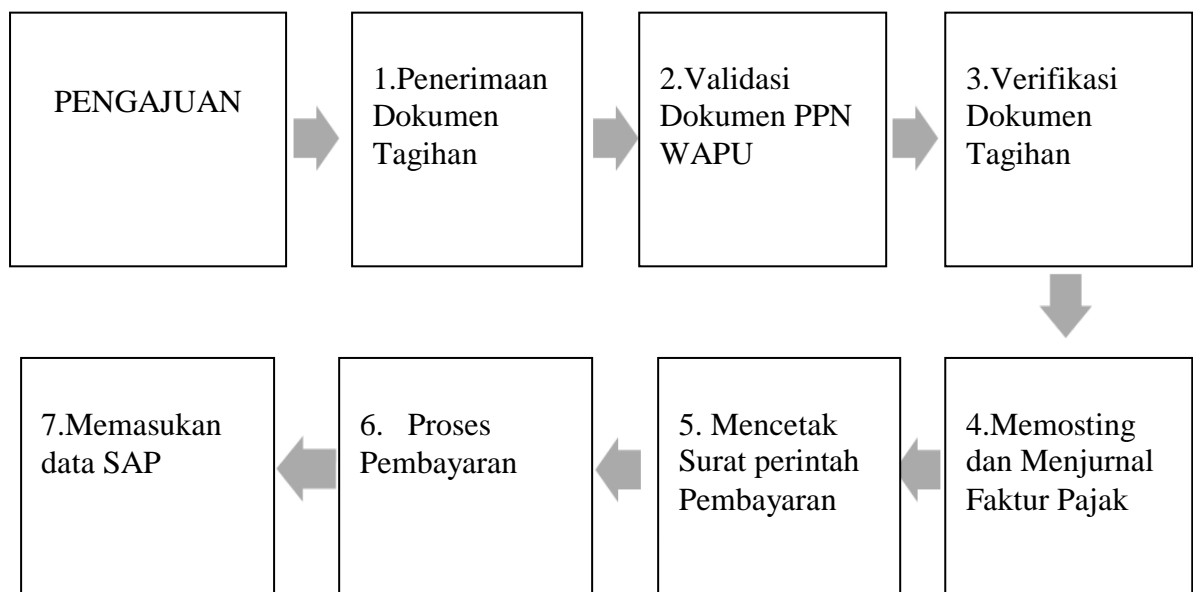 PENGAJUAN
1.Penerimaan
Dokumen
Tagihan
2.Validasi
Dokumen PPN
WAPU
3.Verifikasi
Dokumen
Tagihan
4.Memosting
dan Menjurnal
Faktur Pajak
5. Mencetak
Surat perintah
Pembayaran
6. Proses
Pembayaran
7.Memasukan
data SAP